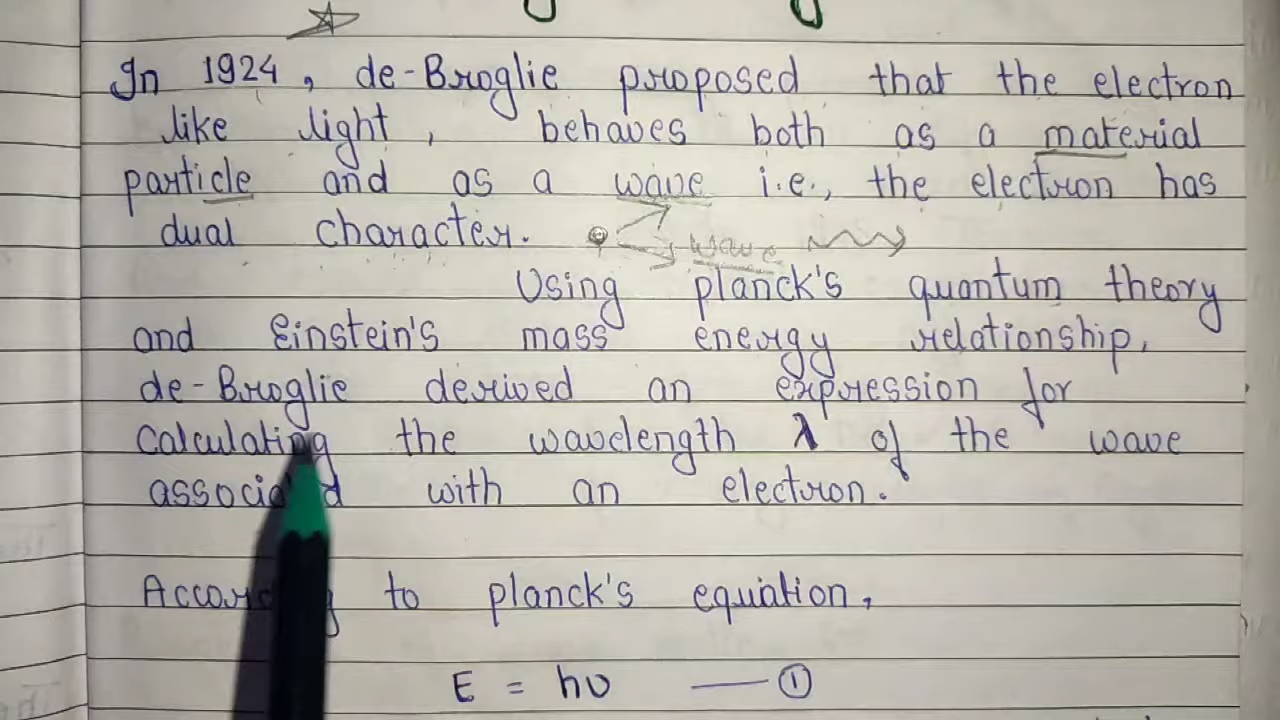 In 1924, de-Broglie proposed that the electron
like light, behaves both as a material
particle and as a wave i.e., the electron has
dual character.
wave
Using planck's quantum theory
and Einstein's mass energy relationship,
de-Broglie derived an expression for
calculating the wavelength λ of the wave
with an electron.
to planck's equation,
E = hυ —— ①